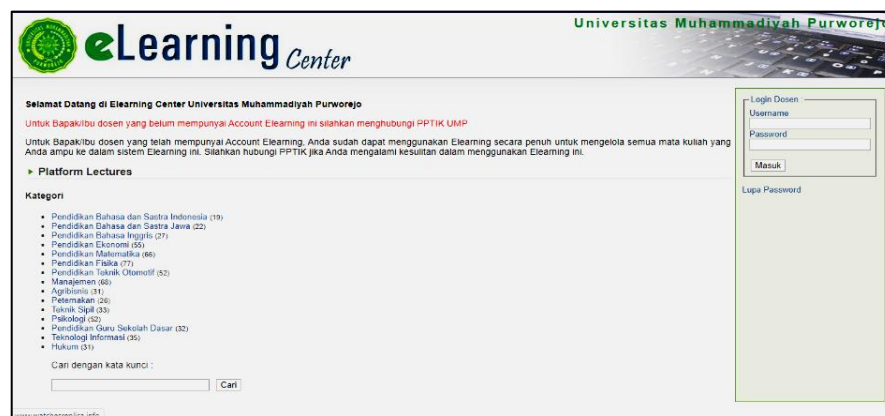 Universitas Muhammadiyah Purworejo
eLearning Center
Selamat Datang di Elearning Center Universitas Muhammadiyah Purworejo
Untuk Bapak/Ibu dosen yang belum mempunyai Account Elearning ini silahkan menghubungi PPTIK UMP
Untuk Bapak/Ibu dosen yang telah mempunyai Account Elearning, Anda sudah dapat menggunakan Elearning secara penuh untuk mengelola semua mata kuliah yang
Anda ampu ke dalam sistem Elearning ini. Silahkan hubungi PPTIK jika Anda mengalami kesulitan dalam menggunakan Elearning ini.
Platform Lectures
Kategori
Pendidikan Bahasa dan Sastra Indonesia (19)
Pendidikan Bahasa dan Sastra Jawa (22)
Pendidikan Bahasa Inggris (27)
Pendidikan Ekonomi (55)
Pendidikan Matematika (66)
Pendidikan Fisika (77)
Pendidikan Teknik Otomotif (52)
Manajemen (68)
Agribisnis (31)
Peternakan (26)
Teknik Sipil (33)
Psikologi (52)
Pendidikan Guru Sekolah Dasar (32)
Teknologi Informasi (35)
Hukum (31)
Cari dengan kata kunci :
Cari
Login Dosen :
Username
Password
Masuk
Lupa Password